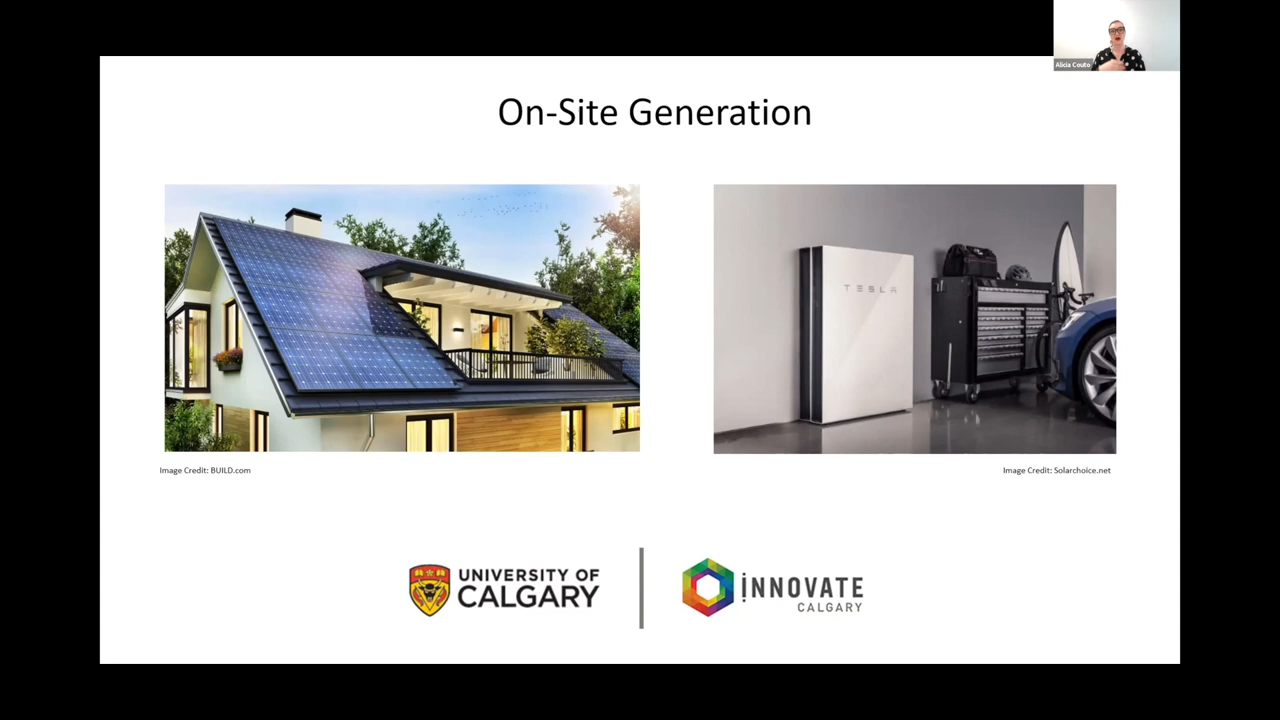 Alicia Couto
On-Site Generation
TESLA
Image Credit: BUILD.com
Image Credit: Solarchoice.net
UNIVERSITY OF
CALGARY
INNOVATE
CALGARY